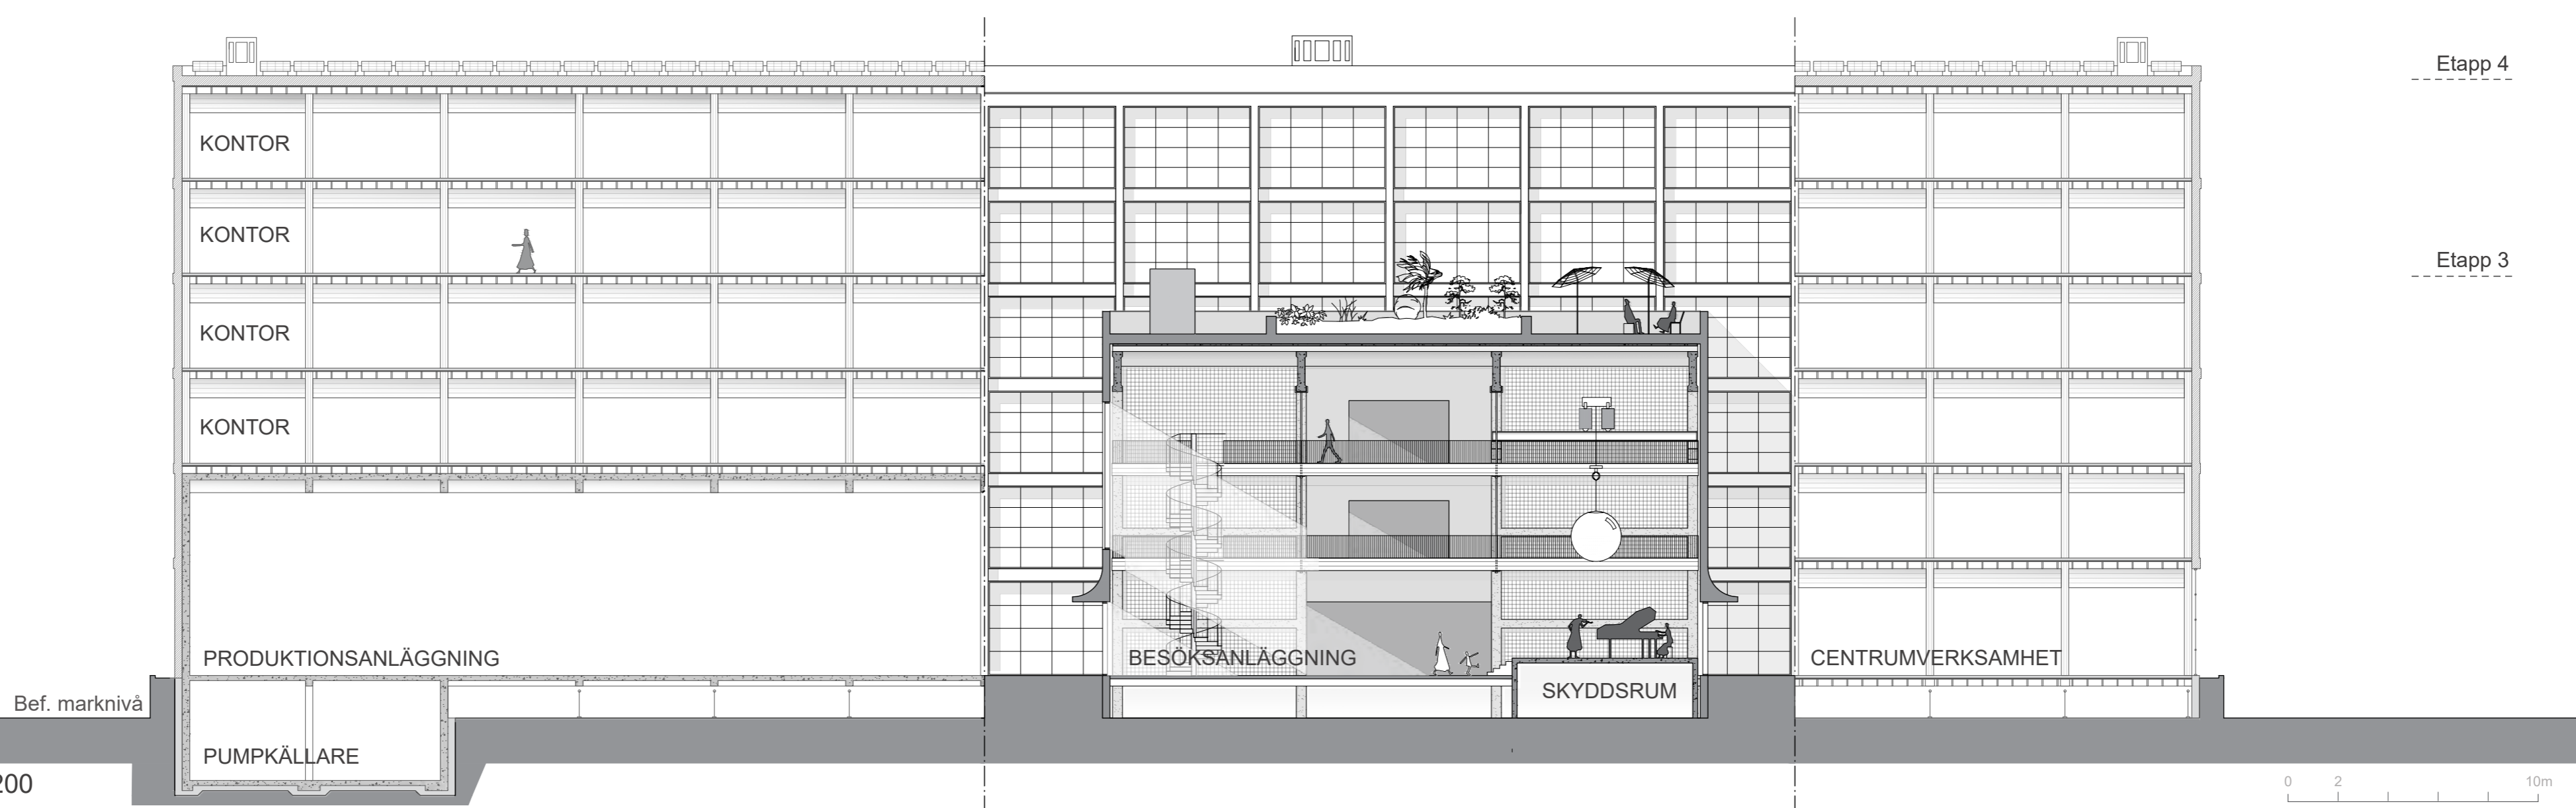 Etapp 4
KONTOR
KONTOR
Etapp 3
KONTOR
KONTOR
PRODUKTIONSANLÄGGNING
BESÖKSANLÄGGNING
CENTRUMVERKSAMHET
SKYDDSRUM
Bef. marknivå
PUMPKÄLLARE
200
0 2 10m